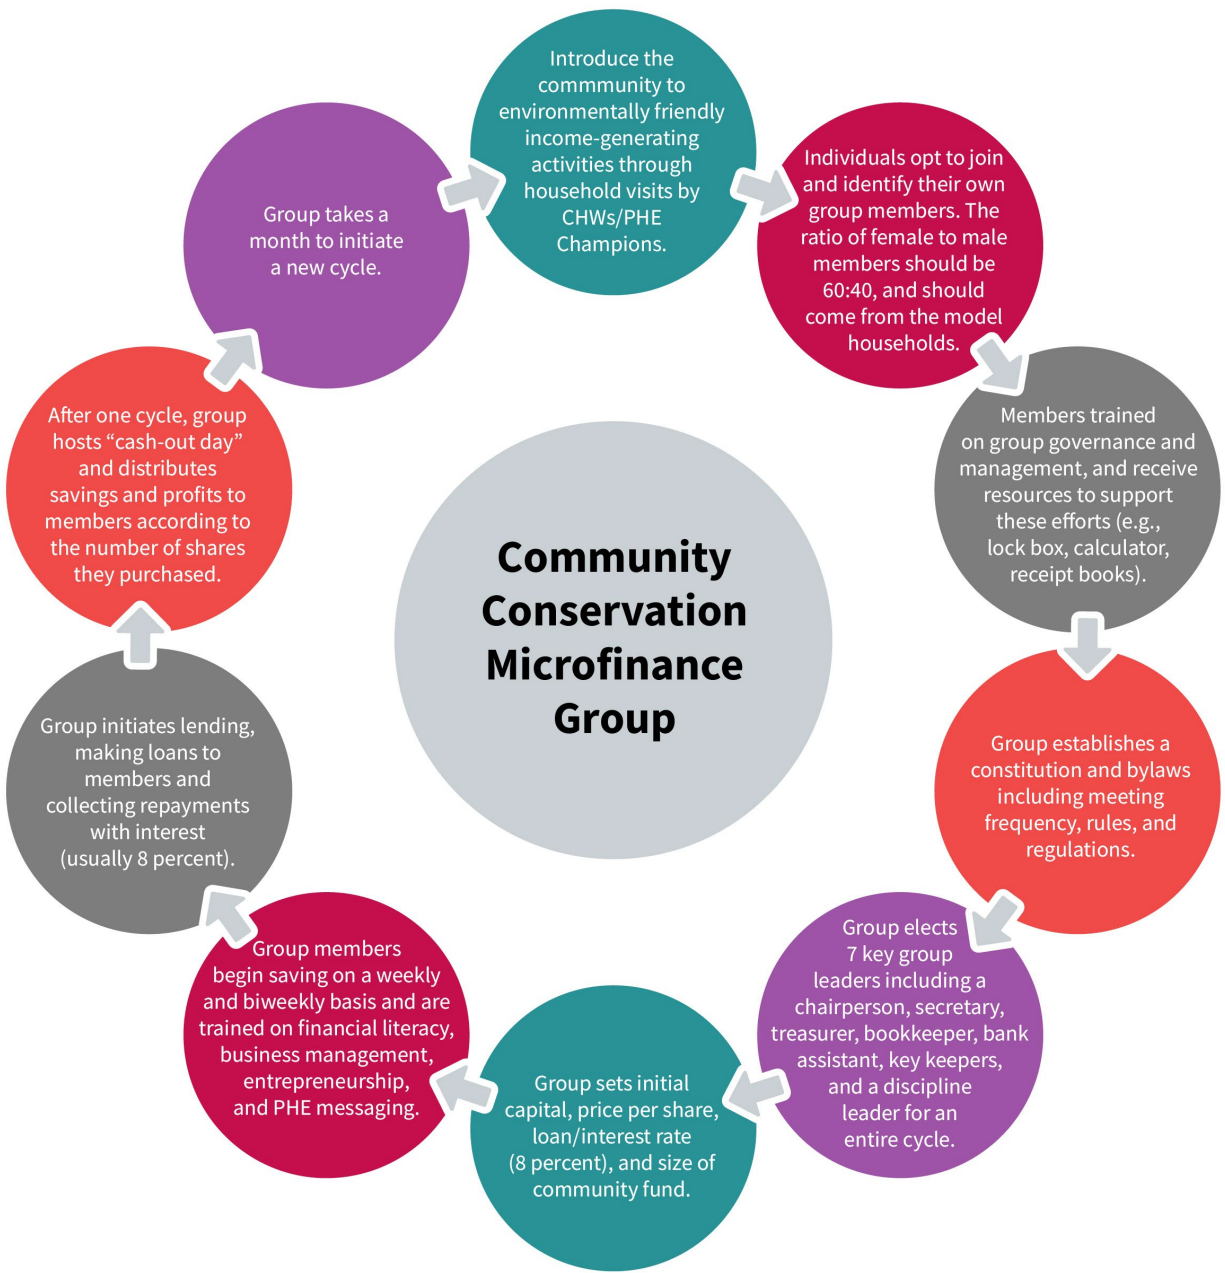 Introduce the
commmunity to
environmentally friendly
income-generating
activities through
household visits by
CHWs/PHE
Champions.
Individuals opt to join
and identify their own
group members. The
ratio of female to male
members should be
60:40, and should
come from the model
households.
Members trained
on group governance and
management, and receive
resources to support
these efforts (e.g.,
lock box, calculator,
receipt books).
Group establishes a
constitution and bylaws
including meeting
frequency, rules, and
regulations.
Group elects
7 key group
leaders including a
chairperson, secretary,
treasurer, bookkeeper, bank
assistant, key keepers,
and a discipline
leader for an
entire cycle.
Group sets initial
capital, price per share,
loan/interest rate
(8 percent), and size of
community fund.
Group members
begin saving on a weekly
and biweekly basis and are
trained on financial literacy,
business management,
entrepreneurship,
and PHE messaging.
Group initiates lending,
making loans to
members and
collecting repayments
with interest
(usually 8 percent).
After one cycle, group
hosts “cash-out day”
and distributes
savings and profits to
members according to
the number of shares
they purchased.
Group takes a
month to initiate
a new cycle.
Community
Conservation
Microfinance
Group